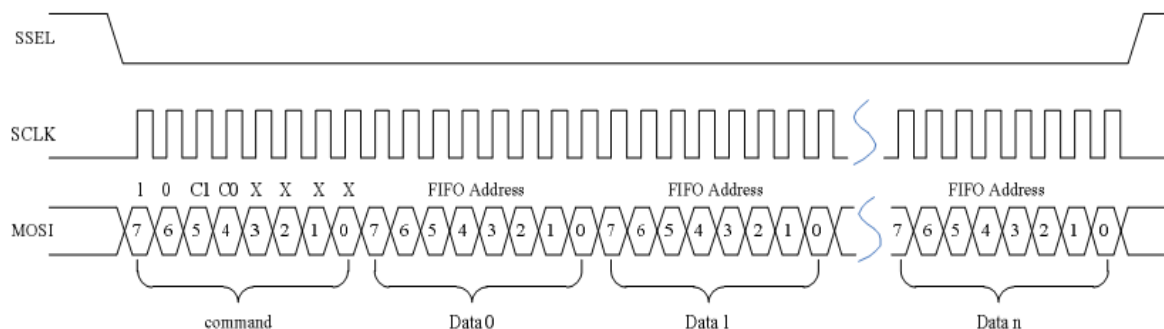 SSEL
SCLK
1 0 C1 C0 X X X X FIFO Address FIFO Address FIFO Address
MOSI 7 6 5 4 3 2 1 0 7 6 5 4 3 2 1 0 7 6 5 4 3 2 1 0 7 6 5 4 3 2 1 0
command Data 0 Data 1 Data n